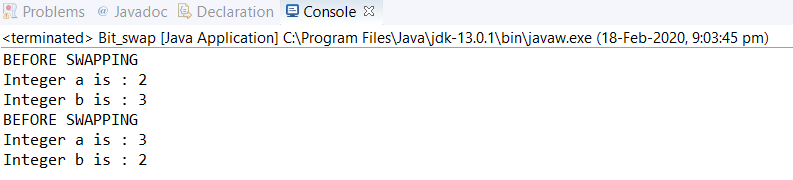 Problems @ Javadoc Declaration Console
<terminated> Bit_swap [Java Application] C:\Program Files\Java\jdk-13.0.1\bin\javaw.exe (18-Feb-2020, 9:03:45 pm)
BEFORE SWAPPING
Integer a is : 2
Integer b is : 3
BEFORE SWAPPING
Integer a is : 3
Integer b is : 2